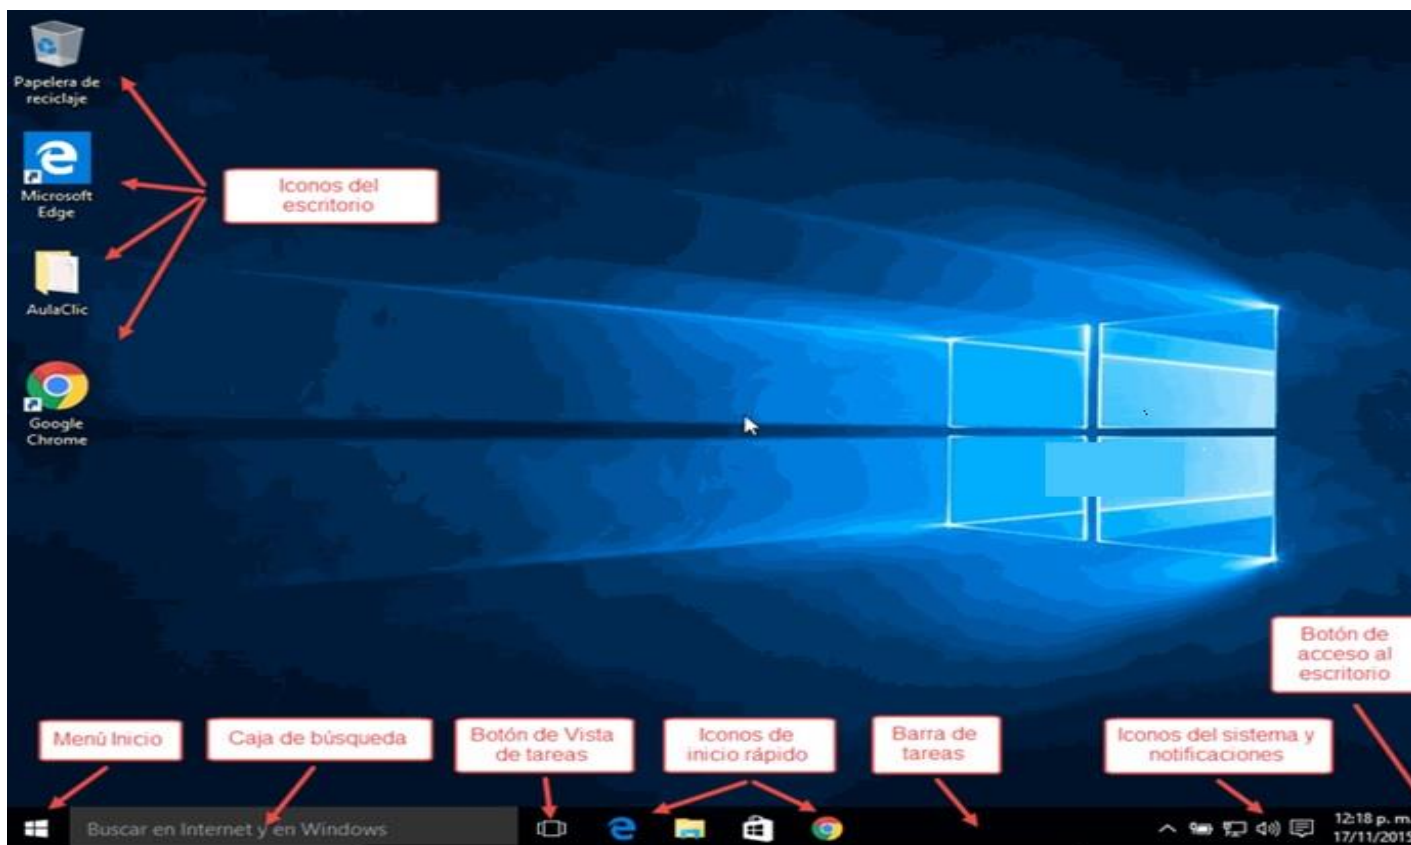 Papelera de
reciclaje
Microsoft
Edge
AulaClic
Google
Chrome
Iconos del
escritorio
Botón de
acceso al
escritorio
Menú Inicio
Caja de búsqueda
Botón de Vista
de tareas
Iconos de
inicio rápido
Barra de
tareas
Iconos del sistema y
notificaciones
Buscar en Internet y en Windows
12:18 p. m
17/11/2015